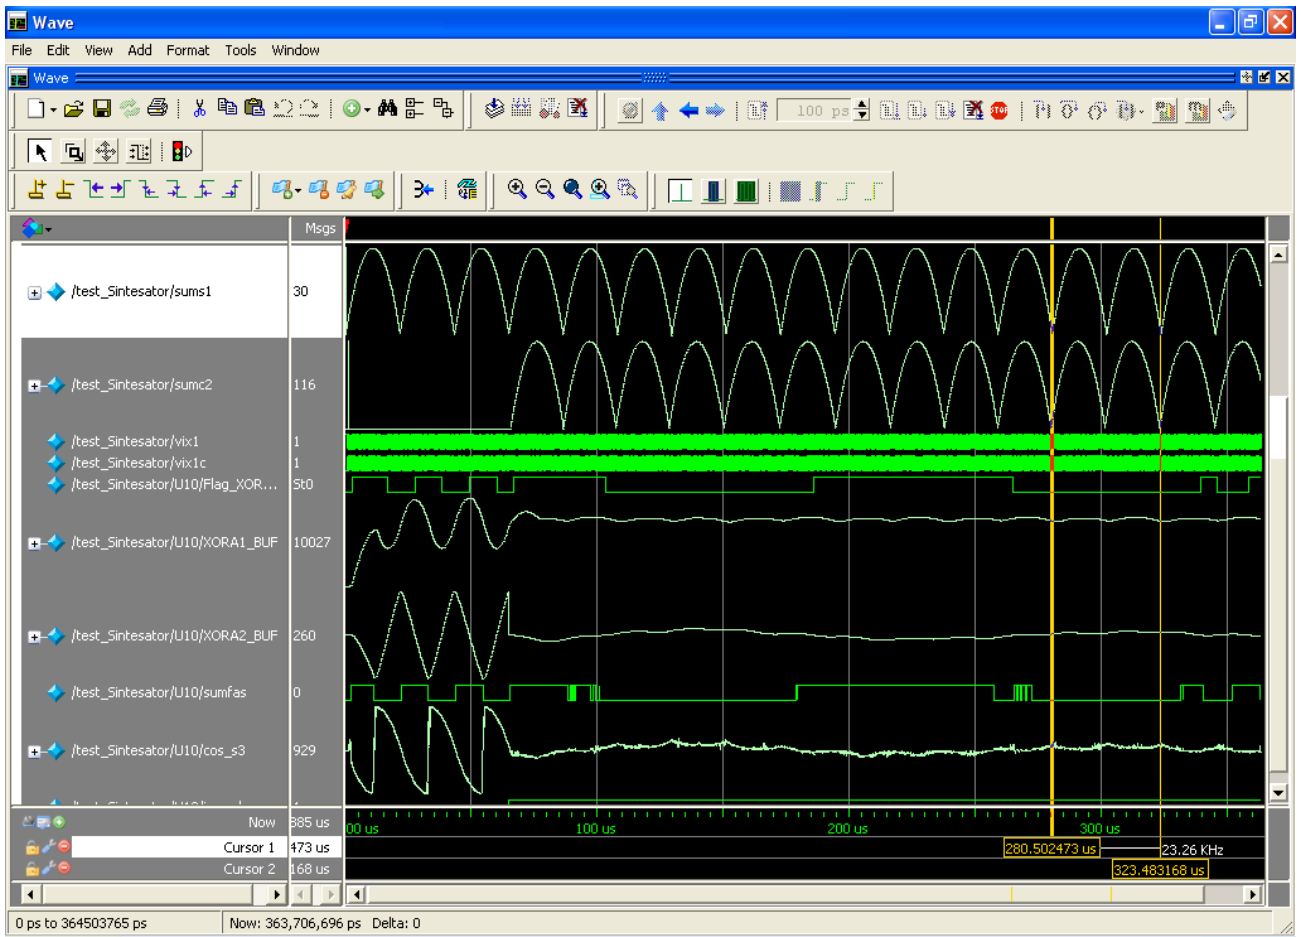 Wave
File Edit View Add Format Tools Window
Wave
100 ps
Msgs
/test_Sintesator/sums1 30
/test_Sintesator/sumc2 116
/test_Sintesator/vix1 1
/test_Sintesator/vix1c 1
/test_Sintesator/U10/Flag_XOR... St0
/test_Sintesator/U10/XORA1_BUF 10027
/test_Sintesator/U10/XORA2_BUF 260
/test_Sintesator/U10/sumfas 0
/test_Sintesator/U10/cos_s3 929
Now 885 us 00 us 100 us 200 us 300 us
Cursor 1 473 us 280.502473 us 23.26 KHz
Cursor 2 168 us 323.483168 us
0 ps to 364503765 ps Now: 363,706,696 ps Delta: 0